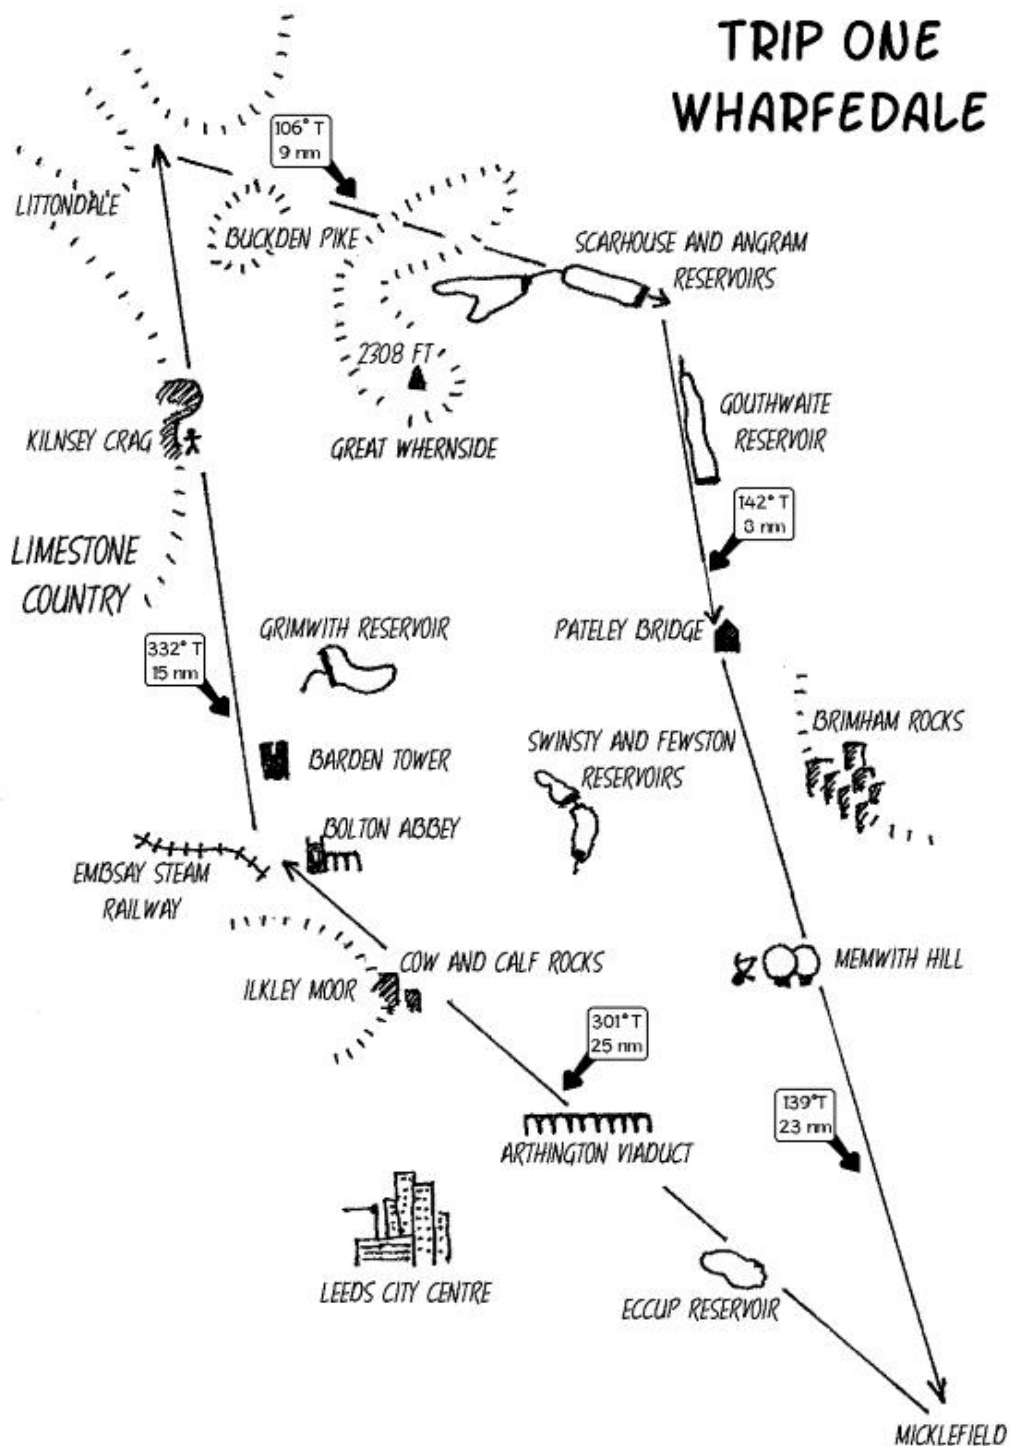 TRIP ONE
WHARFEDALE
106° T
9 nm
LITTONDALE
BUCKDEN PIKE
SCARHOUSE AND ANGRAM
RESERVOIRS
2308 FT
GREAT WHERNSIDE
GOUTHWAITE
RESERVOIR
KILNSEY CRAG
142° T
8 nm
LIMESTONE
COUNTRY
GRIMWITH RESERVOIR
PATELEY BRIDGE
332° T
15 nm
BRIMHAM ROCKS
SWINSTY AND FEWSTON
RESERVOIRS
BARDEN TOWER
BOLTON ABBEY
EMBSAY STEAM
RAILWAY
COW AND CALF ROCKS
MEMWITH HILL
ILKLEY MOOR
301° T
25 nm
139°T
23 nm
ARTHINGTON VIADUCT
LEEDS CITY CENTRE
ECCUP RESERVOIR
MICKLEFIELD